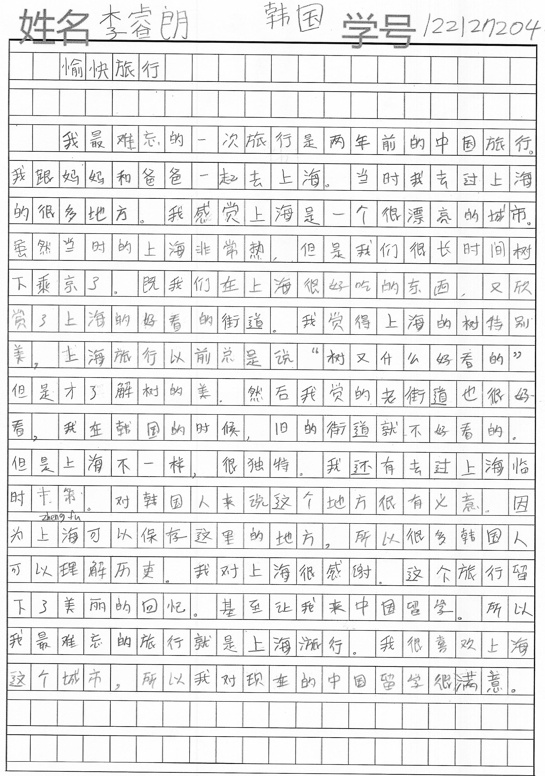 姓名 李睿朗 韩国 学号 122127204
愉快旅行
我最难忘的一次旅行是两年前的中国旅行。
我跟妈妈和爸爸一起去上海。当时我去过上海
的很多地方。我感觉上海是一个很漂亮的城市。
虽然当时的上海非常热，但是我们很长时间树
下乘京了。既我们在上海很好吃的东西，又欣
赏了上海的好看的街道。我觉得上海的树特别
美，上海旅行以前总是说“树又什么好看的”
但是才了解树的美。然后我觉的老街道也很好
看，我在韩国的时候，旧的街道就不好看的。
但是上海不一样，很独特。我还有去过上海临
时。对韩国人来说这个地方很有义意。因
zheng fu
为上海可以保存这里的地方，所以很多韩国人
可以理解历史。我对上海很感谢。这个旅行留
下了美丽的回忆。基至让我来中国留学。所以
我最难忘的旅行就是上海旅行。我很喜欢上海
这个城市，所以我对现在的中国留学很满意。